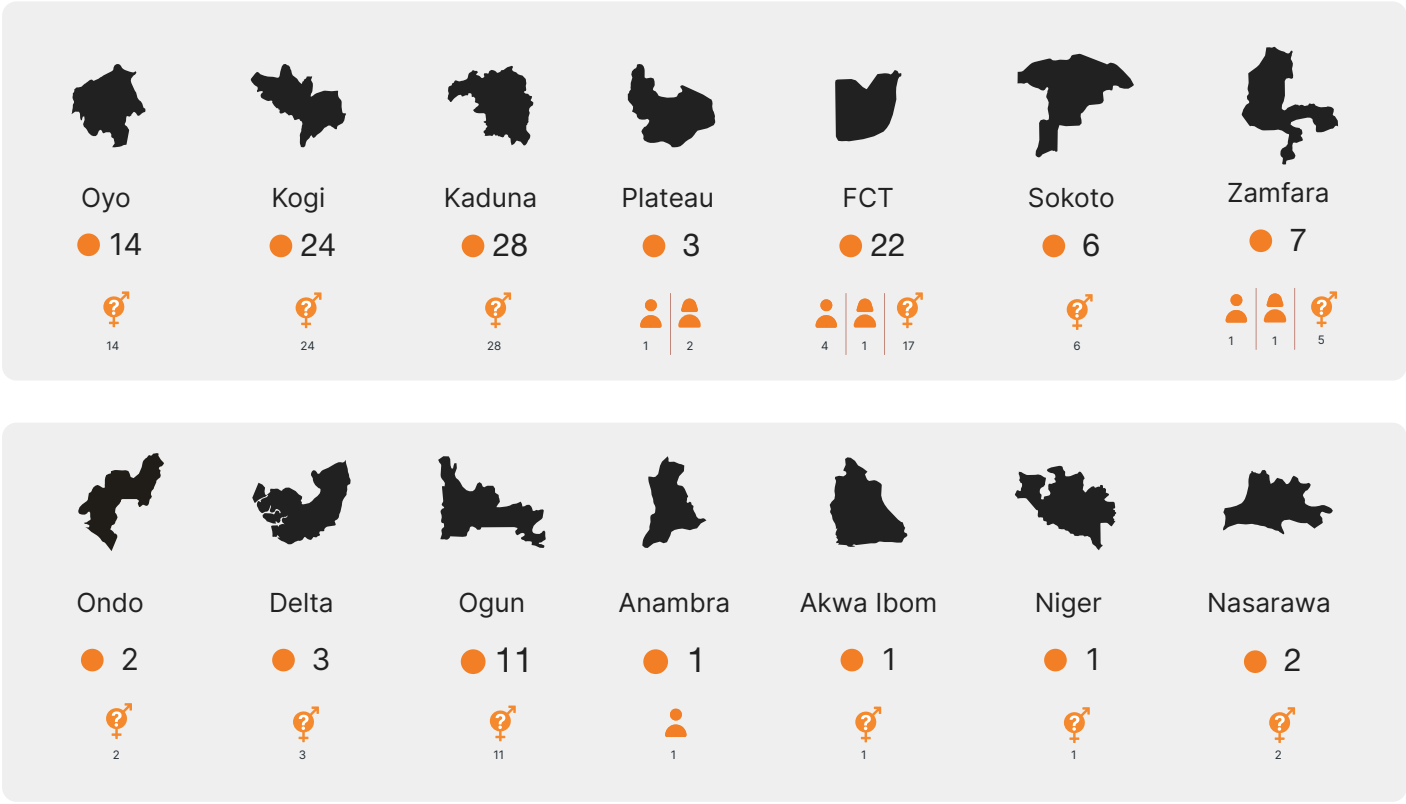 Oyo Kogi Kaduna Plateau FCT Sokoto Zamfara
14 24 28 3 22 6 7
? ? ? ? ? ?
14 24 28 1 2 4 1 17 6 1 1 5
Ondo Delta Ogun Anambra Akwa Ibom Niger Nasarawa
2 3 11 1 1 1 2
? ? ? ? ? ?
2 3 11 1 1 1 2